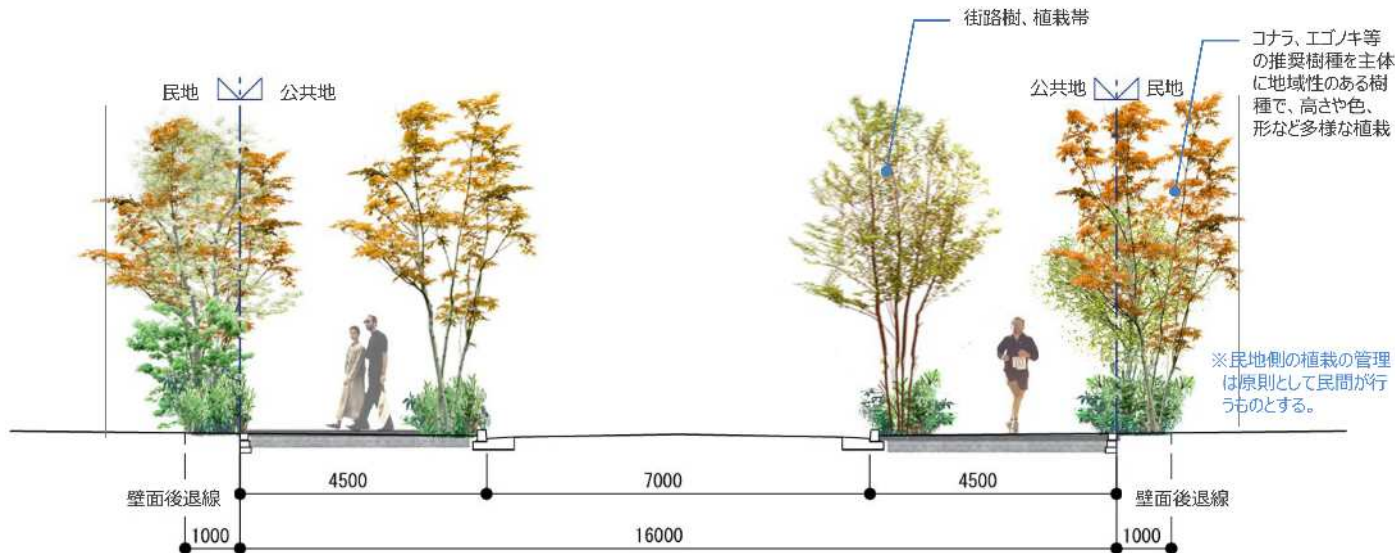 街路樹、植栽帯
コナラ、エゴノキ等
の推奨樹種を主体
に地域性のある樹
種で、高さや色、
形など多様な植栽
民地 公共地
公共地 民地
※民地側の植栽の管理
は原則として民間が行
うものとする。
4500 7000 4500
壁面後退線 壁面後退線
1000 16000 1000